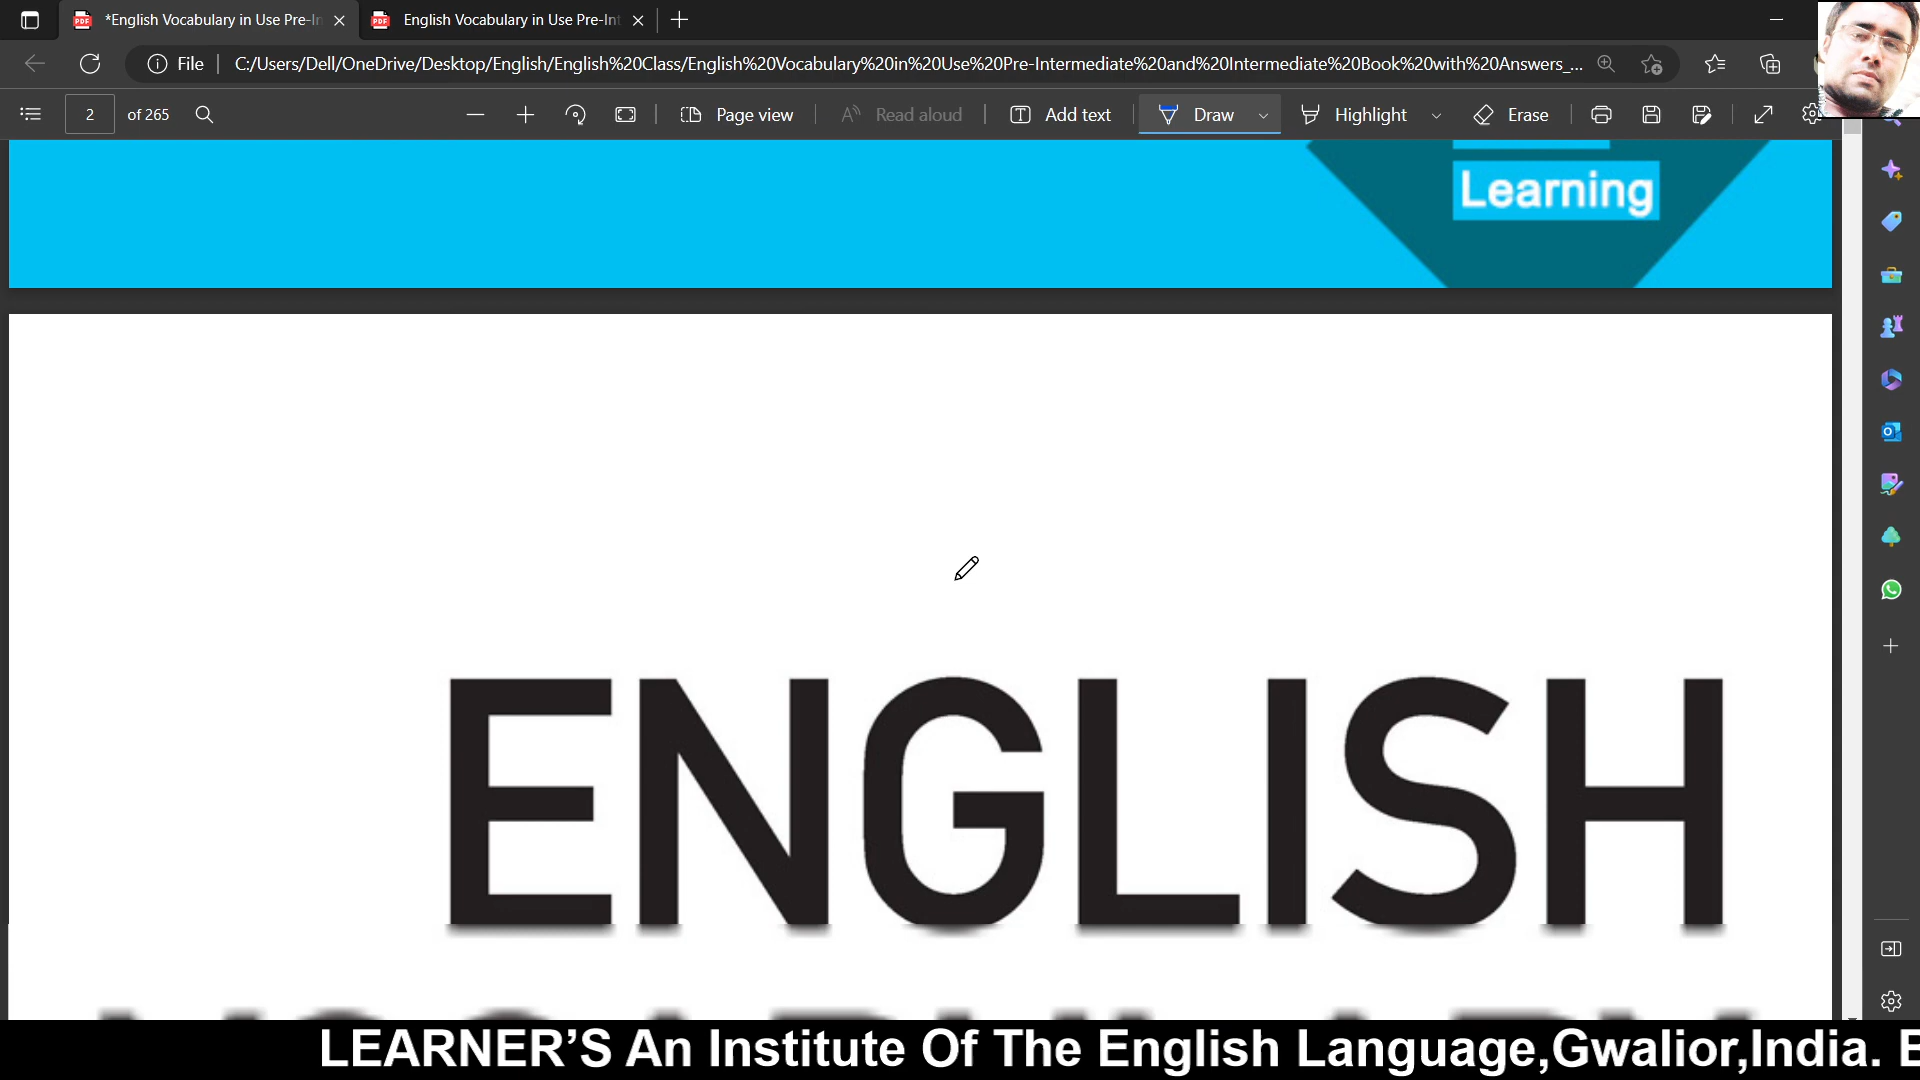 *English Vocabulary in Use Pre-In
English Vocabulary in Use Pre-Int
File
C:/Users/Dell/OneDrive/Desktop/English/English%20Class/English%20Vocabulary%20in%20Use%20Pre-Intermediate%20and%20Intermediate%20Book%20with%20Answers_...
2 of 265
Page view
Read aloud
Add text
Draw
Highlight
Erase
Learning
ENGLISH
LEARNER’S An Institute Of The English Language,Gwalior,India. E